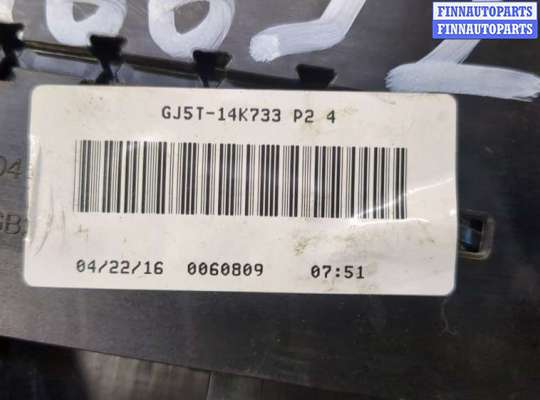 FINNAUTOPARTS
FINNAUTOPARTS
GJ5T-14K733 P2 4
04/22/16 0060809 07:51